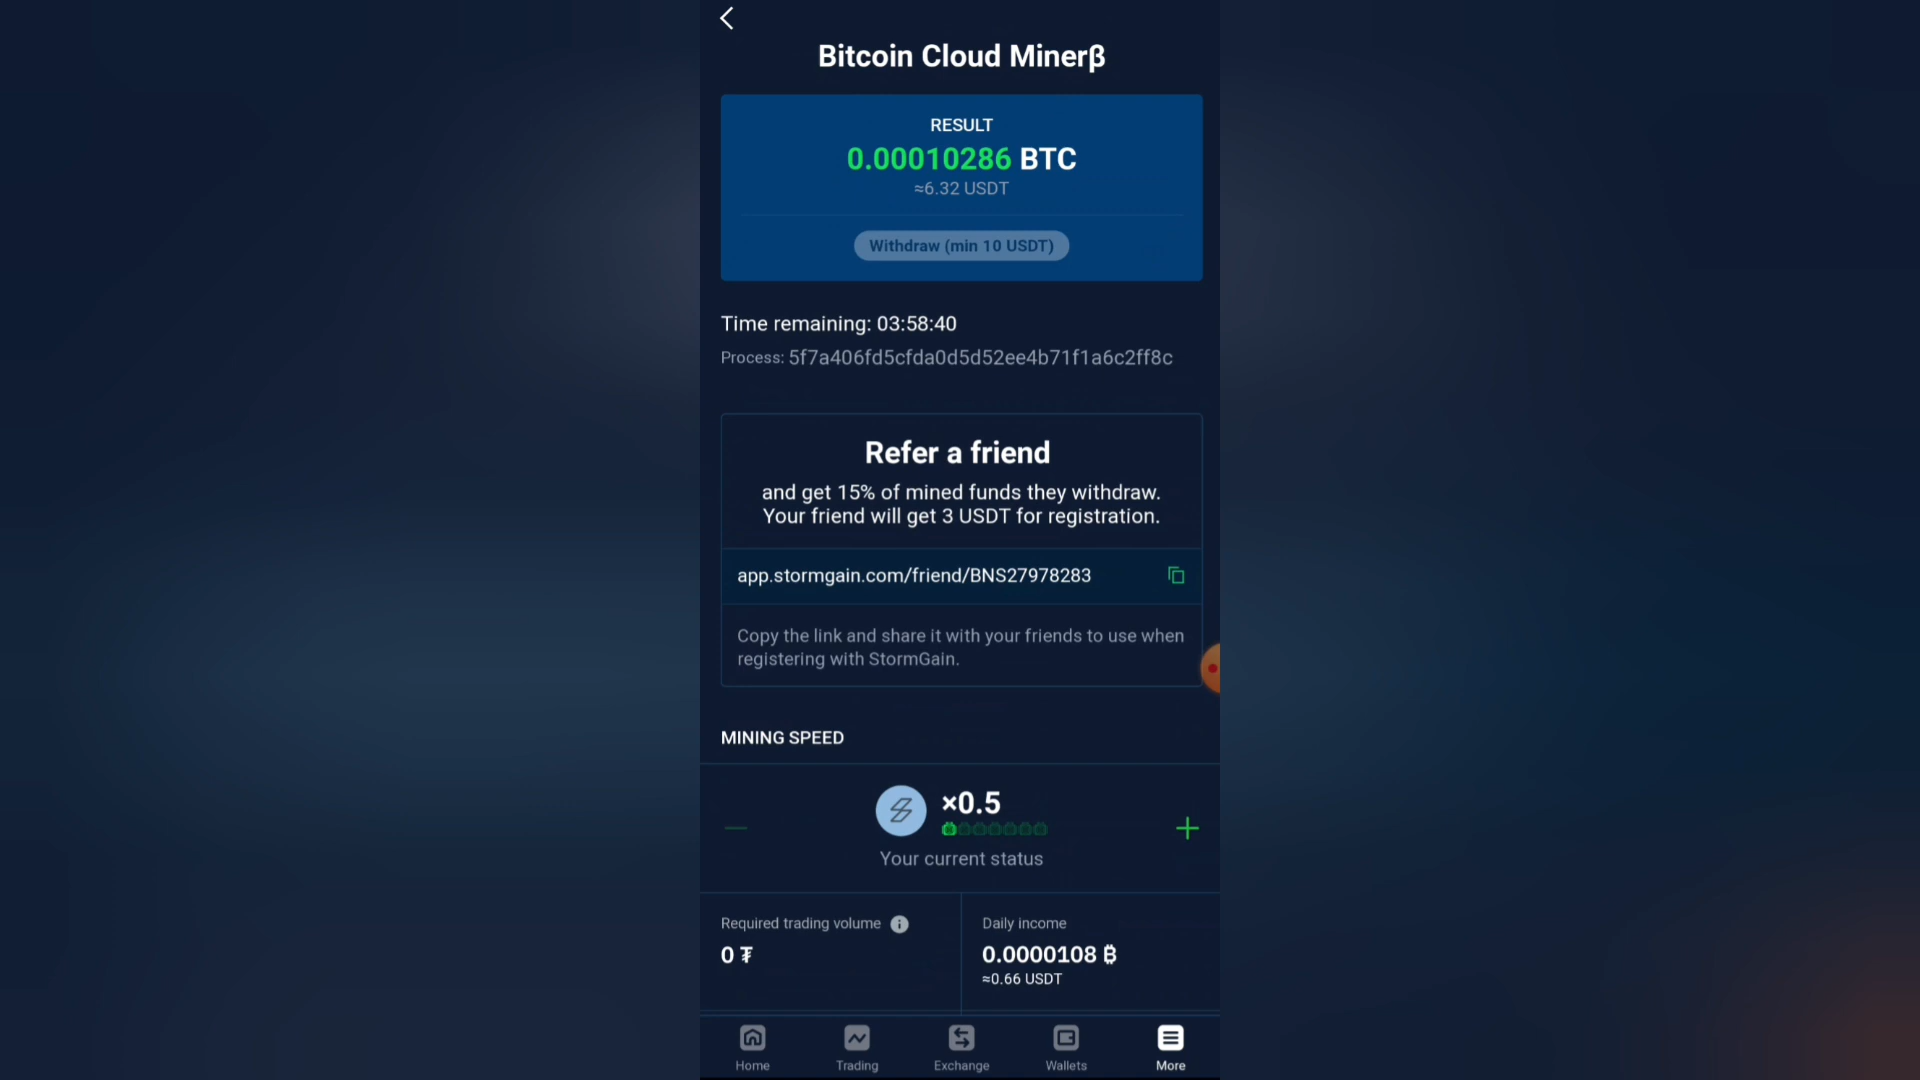 Bitcoin Cloud Minerβ
RESULT
0.00010286 BTC
≈6.32 USDT
Withdraw (min 10 USDT)
Time remaining: 03:58:40
Process: 5f7a406fd5cfda0d5d52ee4b71f1a6c2ff8c
Refer a friend
and get 15% of mined funds they withdraw.
Your friend will get 3 USDT for registration.
app.stormgain.com/friend/BNS27978283
Copy the link and share it with your friends to use when
registering with StormGain.
MINING SPEED
×0.5
Your current status
Required trading volume
0 ₮
Daily income
0.0000108 ₿
≈0.66 USDT
Home Trading Exchange Wallets More